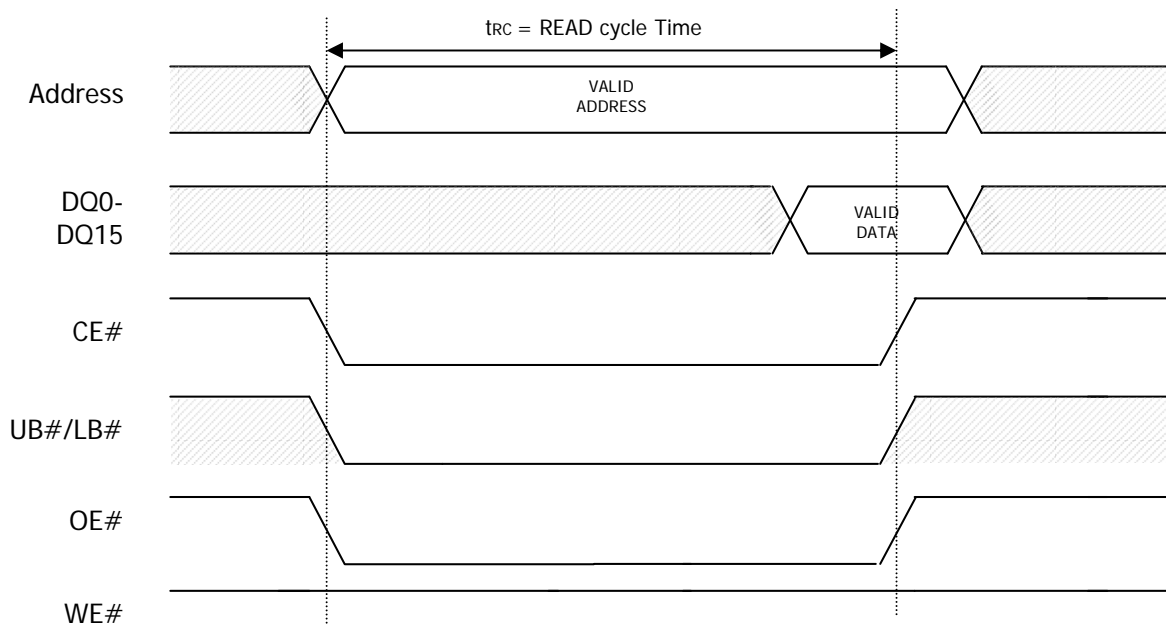 tRC = READ cycle Time
Address
VALID
ADDRESS
DQ0-
DQ15
VALID
DATA
CE#
UB#/LB#
OE#
WE#